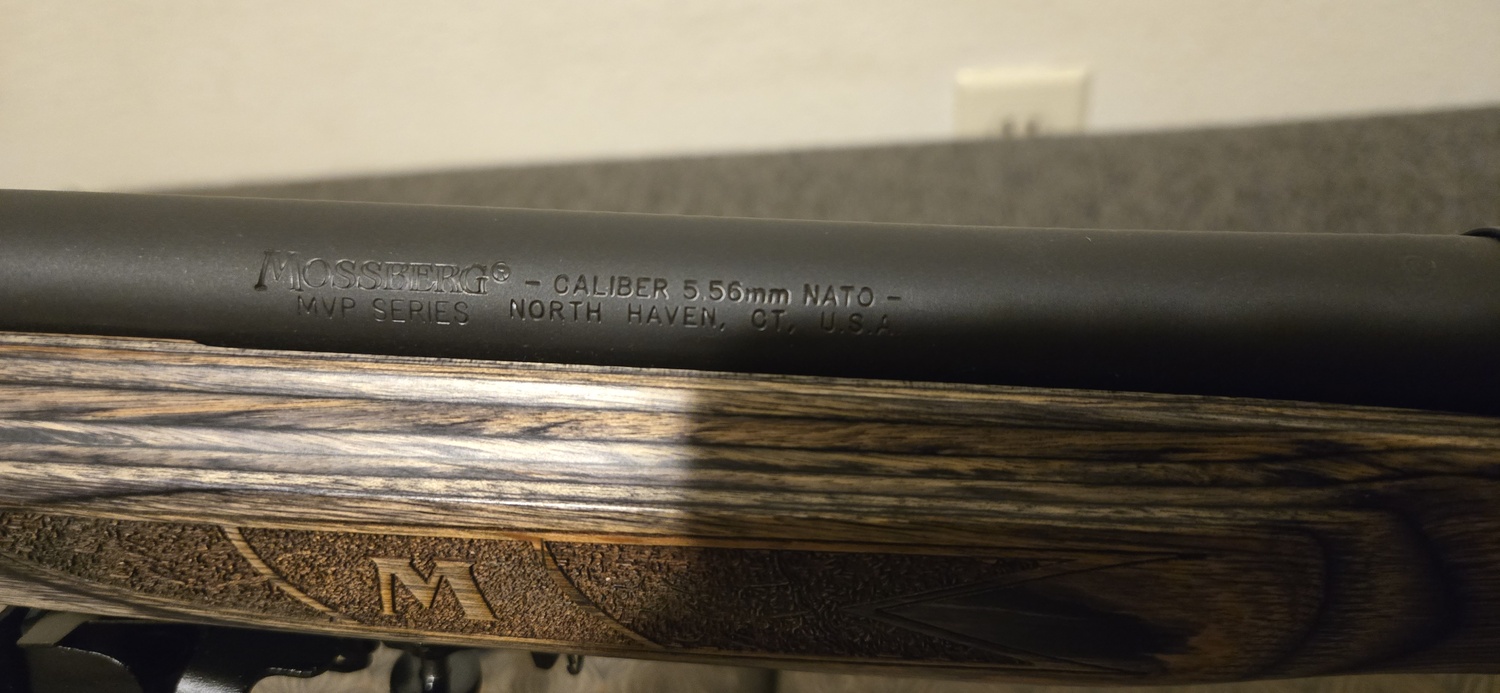 MOSSBERG® - CALIBER 5.56mm NATO -
MVP SERIES NORTH HAVEN, CT, U.S.A.
M